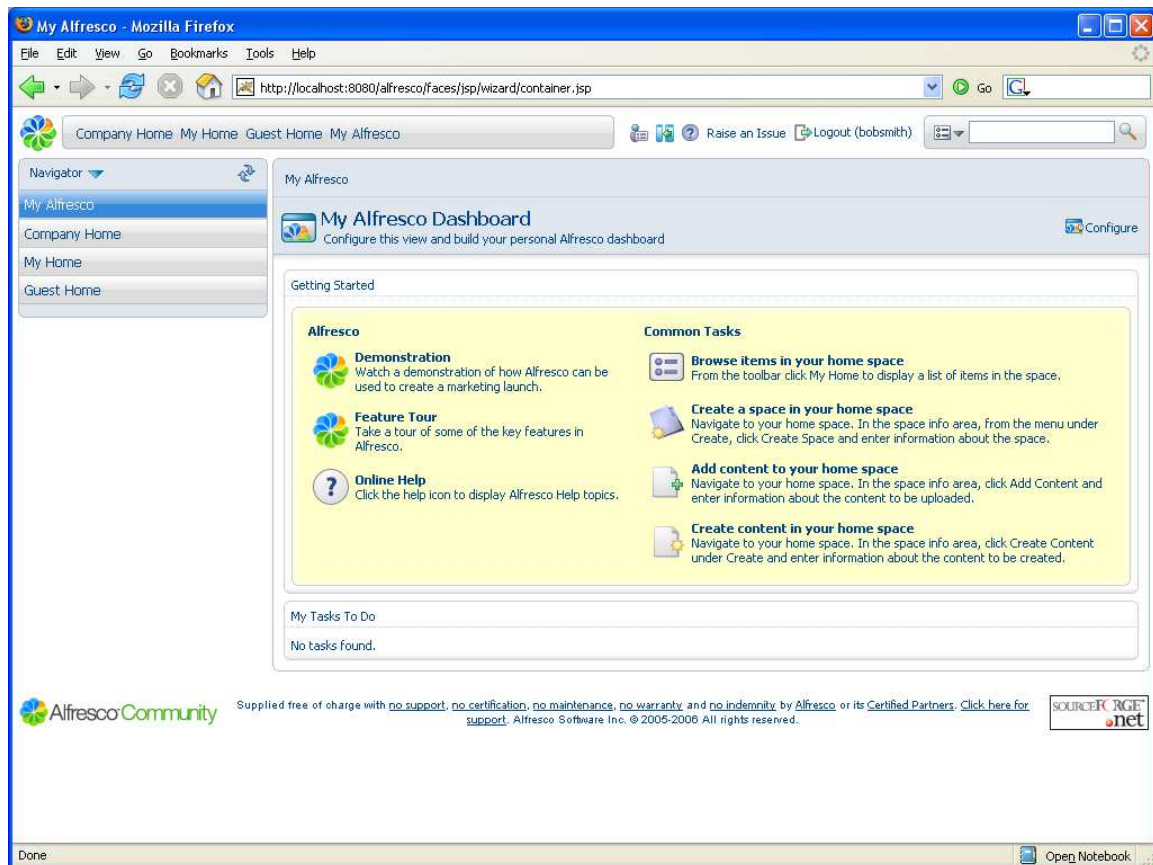 My Alfresco - Mozilla Firefox
File Edit View Go Bookmarks Tools Help
http://localhost:8080/alfresco/faces/jsp/wizard/container.jsp
Go
G
Company Home My Home Guest Home My Alfresco
Raise an Issue Logout (bobsmith)
Navigator
My Alfresco
Company Home
My Home
Guest Home
My Alfresco
My Alfresco Dashboard
Configure this view and build your personal Alfresco dashboard
Configure
Getting Started
Alfresco
Demonstration
Watch a demonstration of how Alfresco can be
used to create a marketing launch.
Feature Tour
Take a tour of some of the key features in
Alfresco.
?
Online Help
Click the help icon to display Alfresco Help topics.
Common Tasks
Browse items in your home space
From the toolbar click My Home to display a list of items in the space.
Create a space in your home space
Navigate to your home space. In the space info area, from the menu under
Create, click Create Space and enter information about the space.
Add content to your home space
Navigate to your home space. In the space info area, click Add Content and
enter information about the content to be uploaded.
Create content in your home space
Navigate to your home space. In the space info area, click Create Content
under Create and enter information about the content to be created.
My Tasks To Do
No tasks found.
Alfresco Community
Supplied free of charge with no support, no certification, no maintenance, no warranty and no indemnity by Alfresco or its Certified Partners. Click here for
support. Alfresco Software Inc. © 2005-2006 All rights reserved.
SOURCEFORGE
.net
Done
Open Notebook